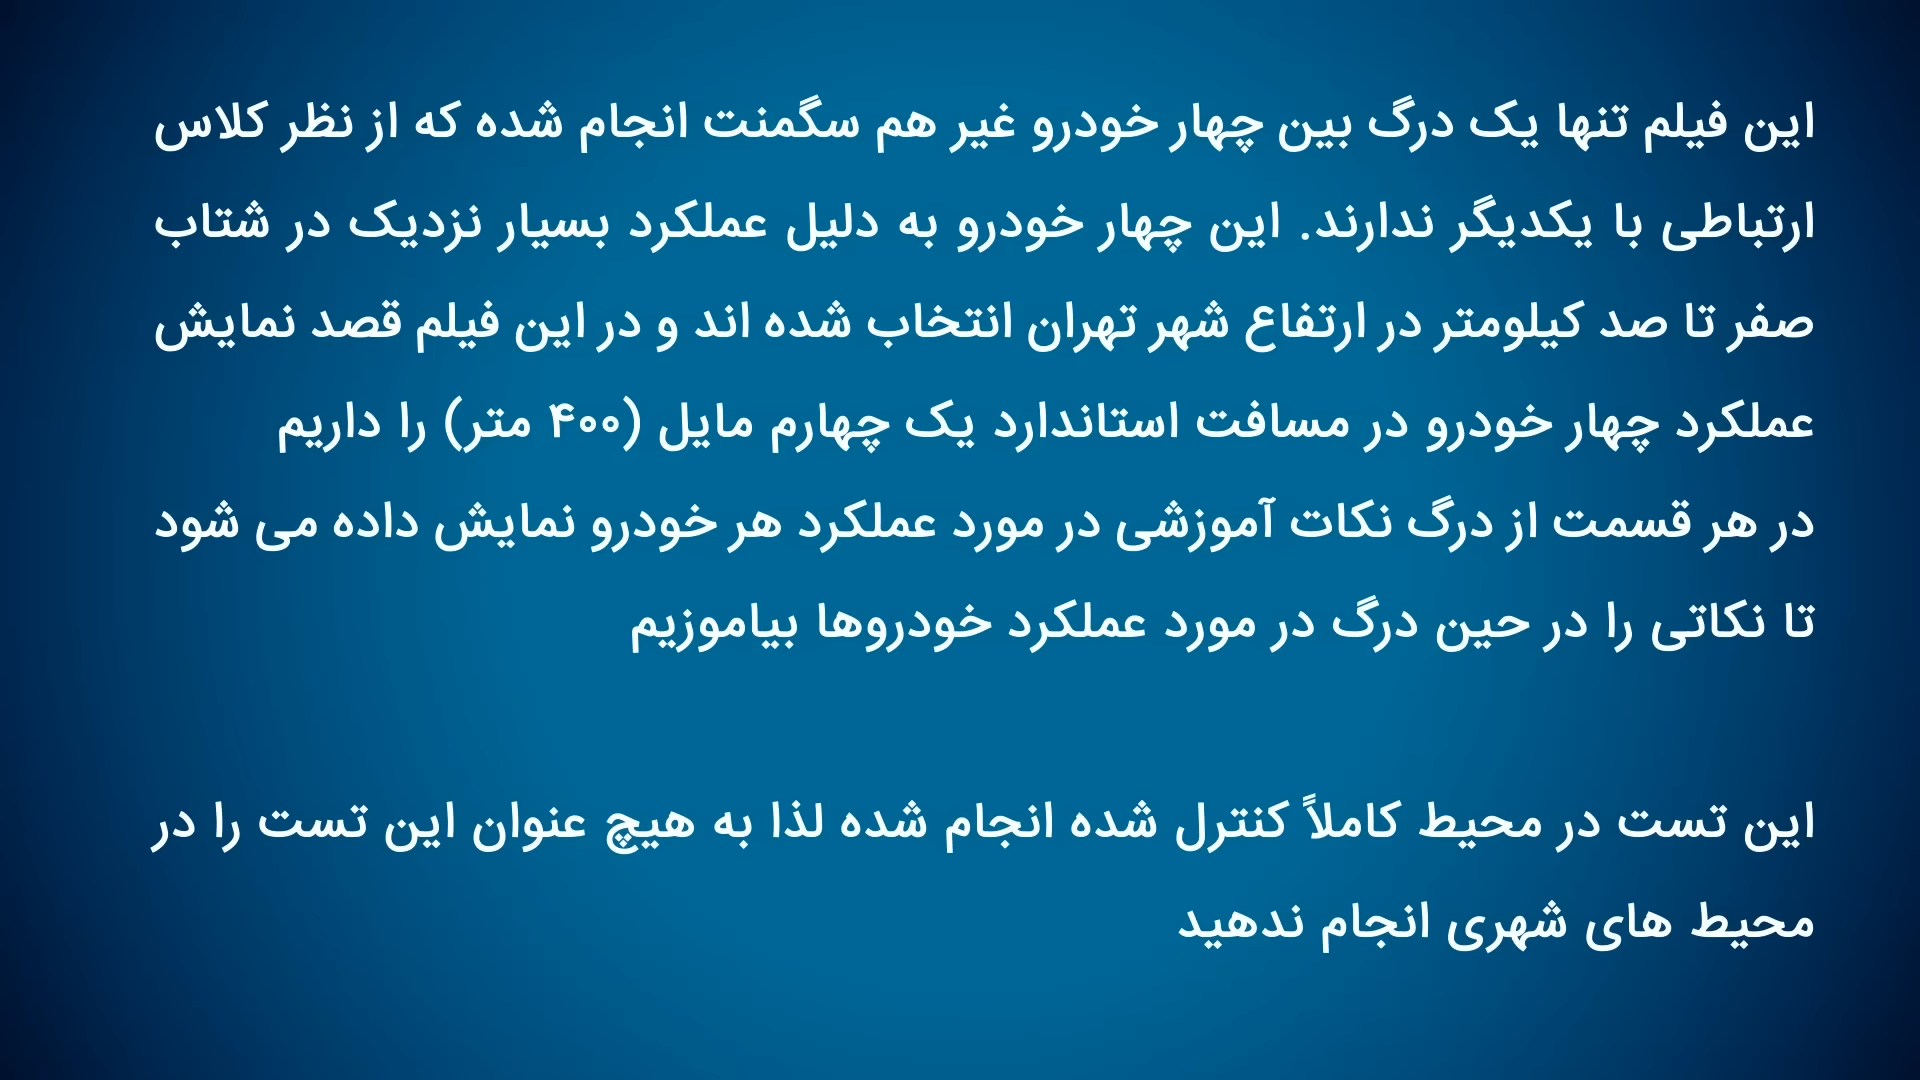 این فیلم تنها یک درگ بین چهار خودرو غیر هم سگمنت انجام شده که از نظر کلاس
ارتباطی با یکدیگر ندارند. این چهار خودرو به دلیل عملکرد بسیار نزدیک در شتاب
صفر تا صد کیلومتر در ارتفاع شهر تهران انتخاب شده اند و در این فیلم قصد نمایش
عملکرد چهار خودرو در مسافت استاندارد یک چهارم مایل (۴۰۰ متر) را داریم
در هر قسمت از درگ نکات آموزشی در مورد عملکرد هر خودرو نمایش داده می شود
تا نکاتی را در حین درگ در مورد عملکرد خودروها بیاموزیم
این تست در محیط کاملاً کنترل شده انجام شده لذا به هیچ عنوان این تست را در
محیط های شهری انجام ندهید